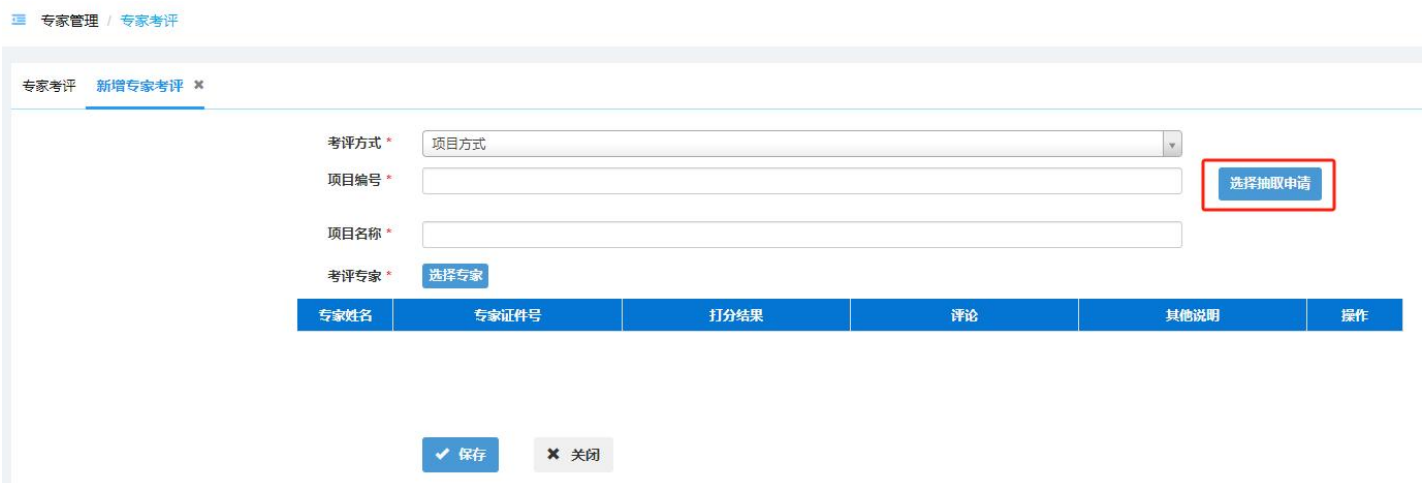 专家管理 / 专家考评
专家考评 新增专家考评 ✖
考评方式 * 项目方式
项目编号 * 选择抽取申请
项目名称 *
考评专家 * 选择专家
专家姓名 专家证件号 打分结果 评论 其他说明 操作
✔ 保存 ✖ 关闭